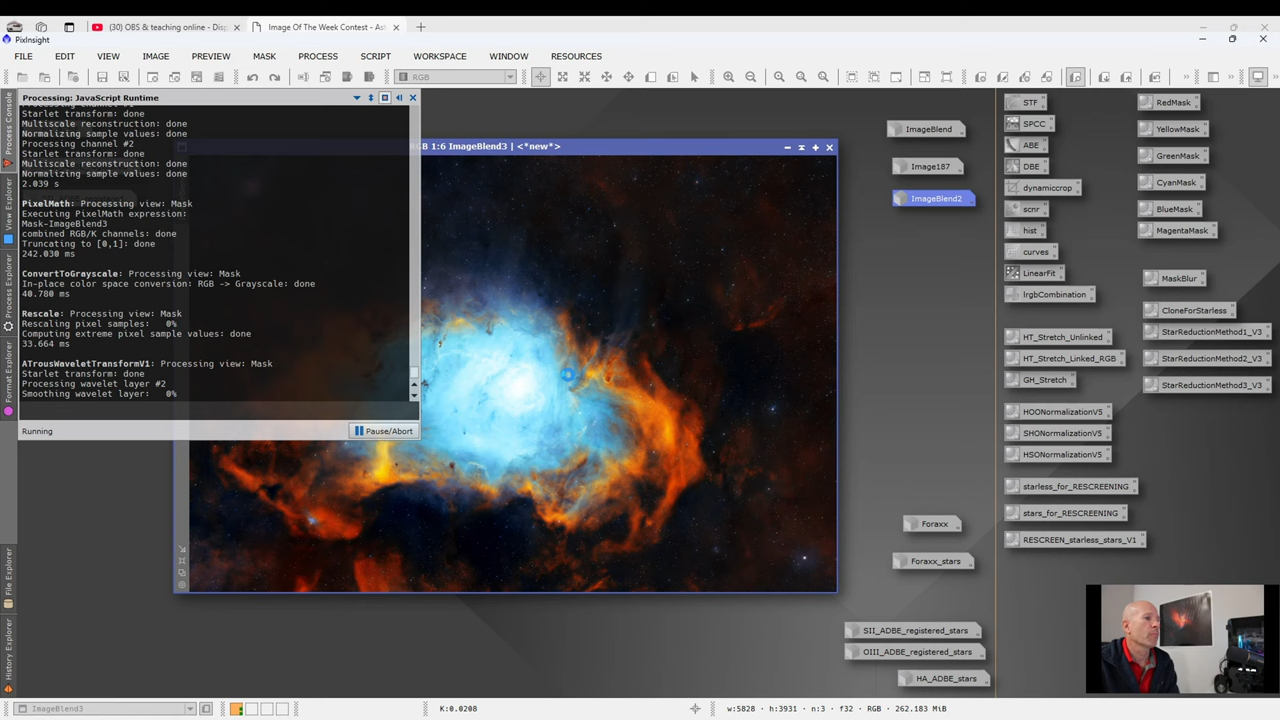 (30) OBS & teaching online - Disp
Image Of The Week Contest - Ast
PixInsight
FILE EDIT VIEW IMAGE PREVIEW MASK PROCESS SCRIPT WORKSPACE WINDOW RESOURCES
RGB
Processing: JavaScript Runtime
Starlet transform: done
Multiscale reconstruction: done
Normalizing sample values: done
Processing channel #2
Starlet transform: done
Multiscale reconstruction: done
Normalizing sample values: done
2.039 s
PixelMath: Processing view: Mask
Executing PixelMath expression:
Mask-ImageBlend3
combined RGB/K channels: done
Truncating to [0,1]: done
242.030 ms
ConvertToGrayscale: Processing view: Mask
In-place color space conversion: RGB -> Grayscale: done
40.780 ms
Rescale: Processing view: Mask
Rescaling pixel samples: 0%
Computing extreme pixel sample values: done
33.664 ms
ATrousWaveletTransformV1: Processing view: Mask
Starlet transform: done
Processing wavelet layer #2
Smoothing wavelet layer: 0%
Running
Pause/Abort
1:6 ImageBlend3 | <*new*>
Process Console
View Explorer
Process Explorer
Format Explorer
File Explorer
History Explorer
ImageBlend
Image187
ImageBlend2
Foraxx
Foraxx_stars
SII_ADBE_registered_stars
OIII_ADBE_registered_stars
HA_ADBE_stars
STF
SPCC
ABE
DBE
dynamiccrop
scnr
hist
curves
LinearFit
lrgbCombination
HT_Stretch_Unlinked
HT_Stretch_Linked_RGB
GH_Stretch
HOONormalizationV5
SHONormalizationV5
HSONormalizationV5
starless_for_RESCREENING
stars_for_RESCREENING
RESCREEN_starless_stars_V1
RedMask
YellowMask
GreenMask
CyanMask
BlueMask
MagentaMask
MaskBlur
CloneForStarless
StarReductionMethod1_V3
StarReductionMethod2_V3
StarReductionMethod3_V3
ImageBlend3
K:0.0208
w:5828 · h:3931 · n:3 · f32 · RGB · 262.183 MiB